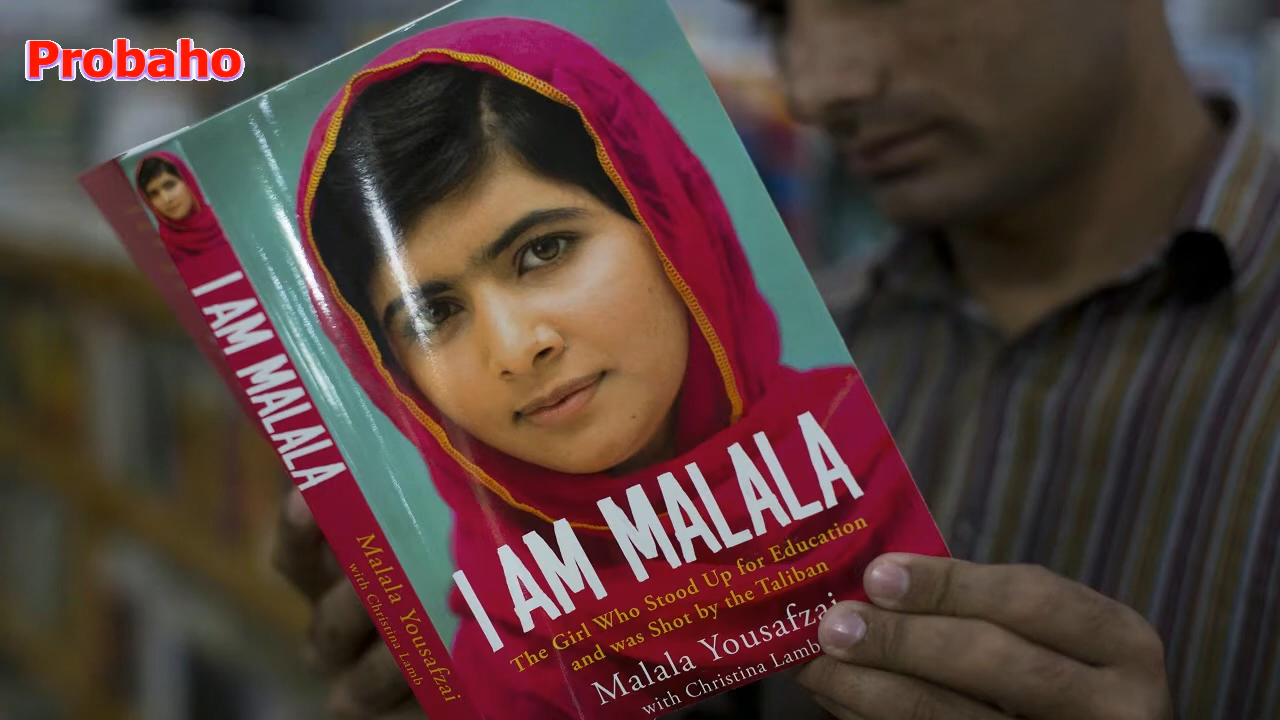 Probaho
I AM MALALA
Malala Yousafzai
with Christina Lamb
I AM MALALA
The Girl Who Stood Up for Education
and was Shot by the Taliban
Malala Yousafzai
with Christina Lamb